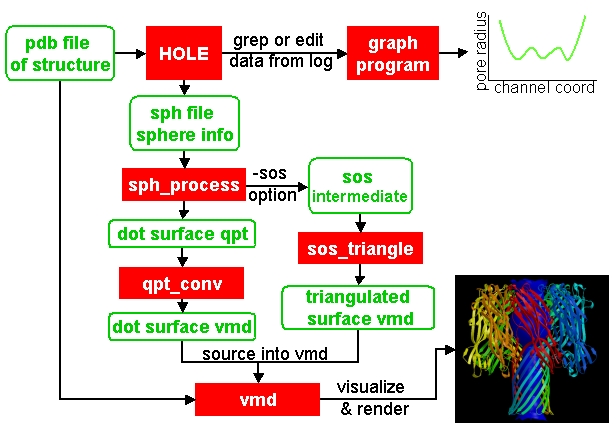 pdb file
of structure
HOLE
grep or edit
data from log
graph
program
pore radius
channel coord
sph file
sphere info
sph_process
-sos
option
sos
intermediate
dot surface qpt
sos_triangle
qpt_conv
triangulated
surface vmd
dot surface vmd
source into vmd
vmd
visualize
& render